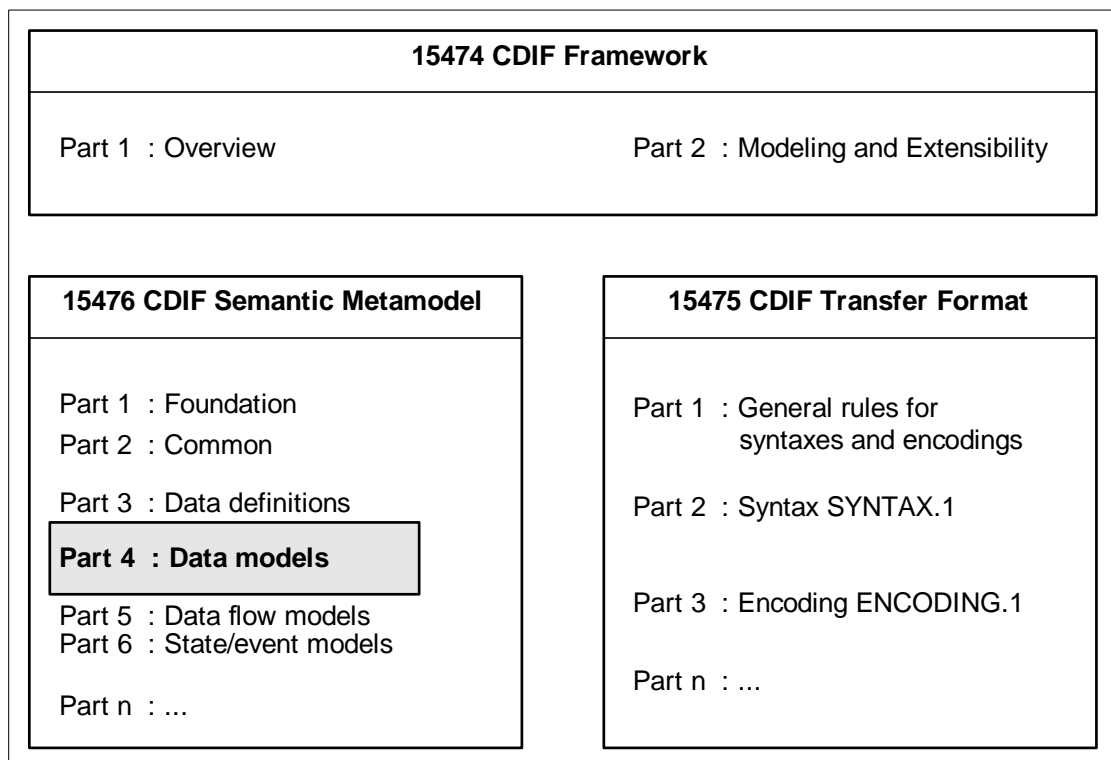 15474 CDIF Framework
Part 1 : Overview
Part 2 : Modeling and Extensibility
15476 CDIF Semantic Metamodel
Part 1 : Foundation
Part 2 : Common
Part 3 : Data definitions
Part 4 : Data models
Part 5 : Data flow models
Part 6 : State/event models
Part n : ...
15475 CDIF Transfer Format
Part 1 : General rules for
syntaxes and encodings
Part 2 : Syntax SYNTAX.1
Part 3 : Encoding ENCODING.1
Part n : ...